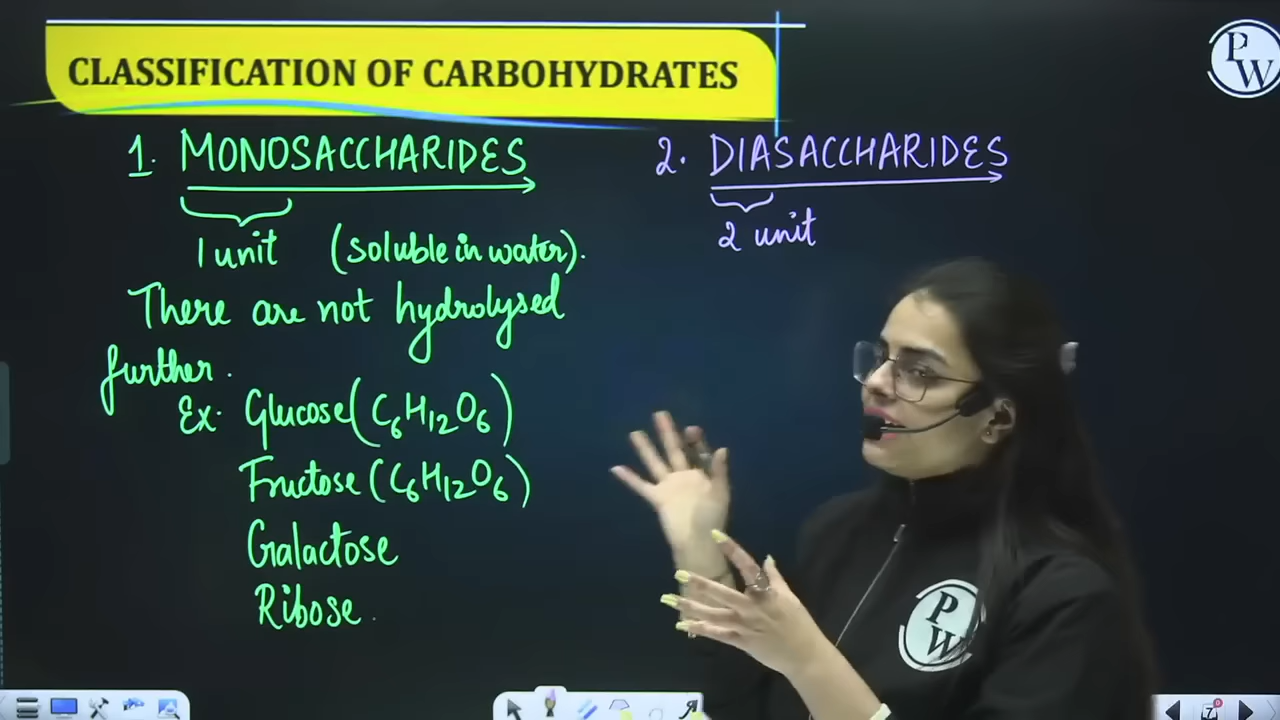 CLASSIFICATION OF CARBOHYDRATES
PW
1. MONOSACCHARIDES
1 unit (soluble in water).
There are not hydrolysed
further.
Ex. Glucose (C6H12O6)
Fructose (C6H12O6)
Galactose
Ribose.
2. DIASACCHARIDES
2 unit
PW
7